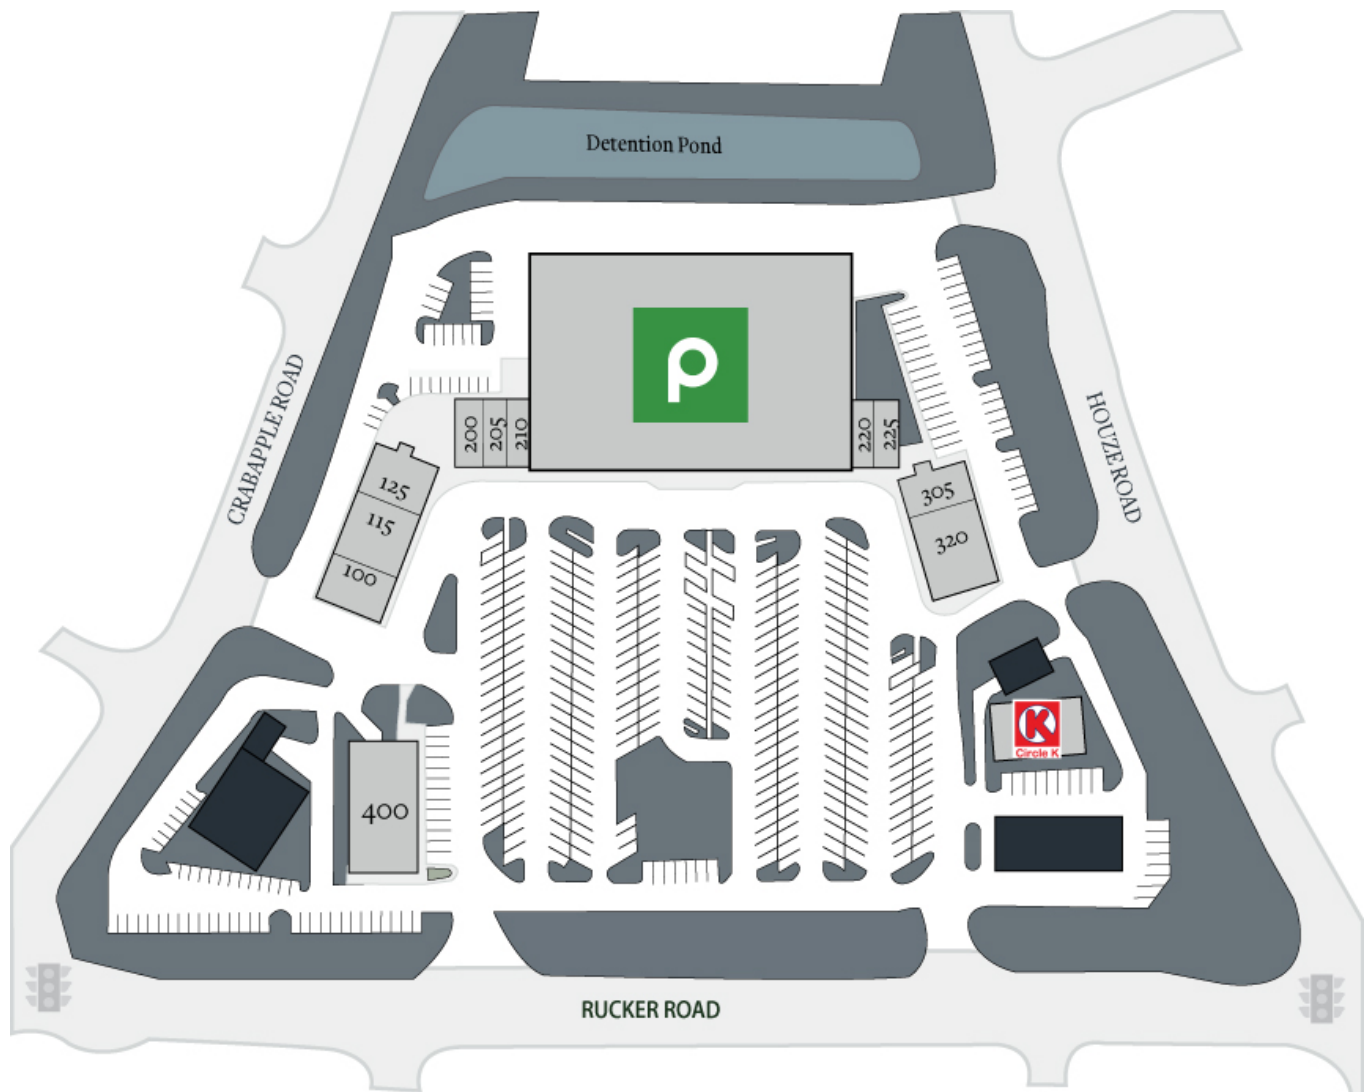 Detention Pond
CRABAPPLE ROAD
HOUZE ROAD
P
200
205
210
220
225
125
115
100
305
320
K
Circle K
400
RUCKER ROAD